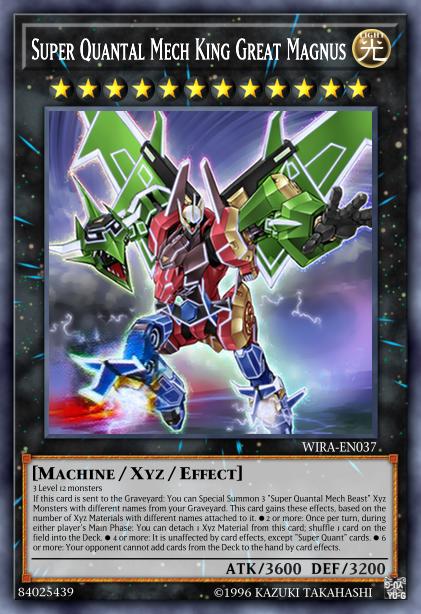 SUPER QUANTAL MECH KING GREAT MAGNUS
LIGHT
光
WIRA-EN037
[MACHINE / XYZ / EFFECT]
3 Level 12 monsters
If this card is sent to the Graveyard: You can Special Summon 3 "Super Quantal Mech Beast" Xyz
Monsters with different names from your Graveyard. This card gains these effects, based on the
number of Xyz Materials with different names attached to it. ●2 or more: Once per turn, during
either player's Main Phase: You can detach 1 Xyz Material from this card; shuffle 1 card on the
field into the Deck. ● 4 or more: It is unaffected by card effects, except "Super Quant" cards. ● 6
or more: Your opponent cannot add cards from the Deck to the hand by card effects.
ATK/3600 DEF/3200
84025439
©1996 KAZUKI TAKAHASHI